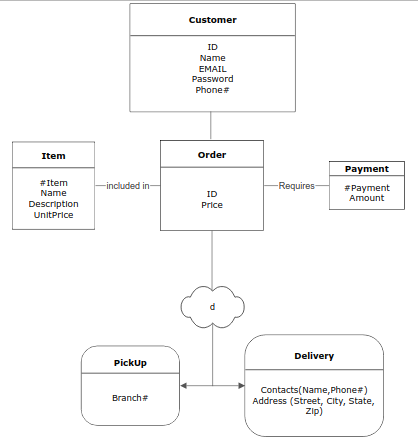 Customer
ID
Name
EMAIL
Password
Phone#
Item
#Item
Name
Description
UnitPrice
included in
Order
ID
Price
Requires
Payment
#Payment
Amount
d
PickUp
Branch#
Delivery
Contacts(Name,Phone#)
Address (Street, City, State,
Zip)